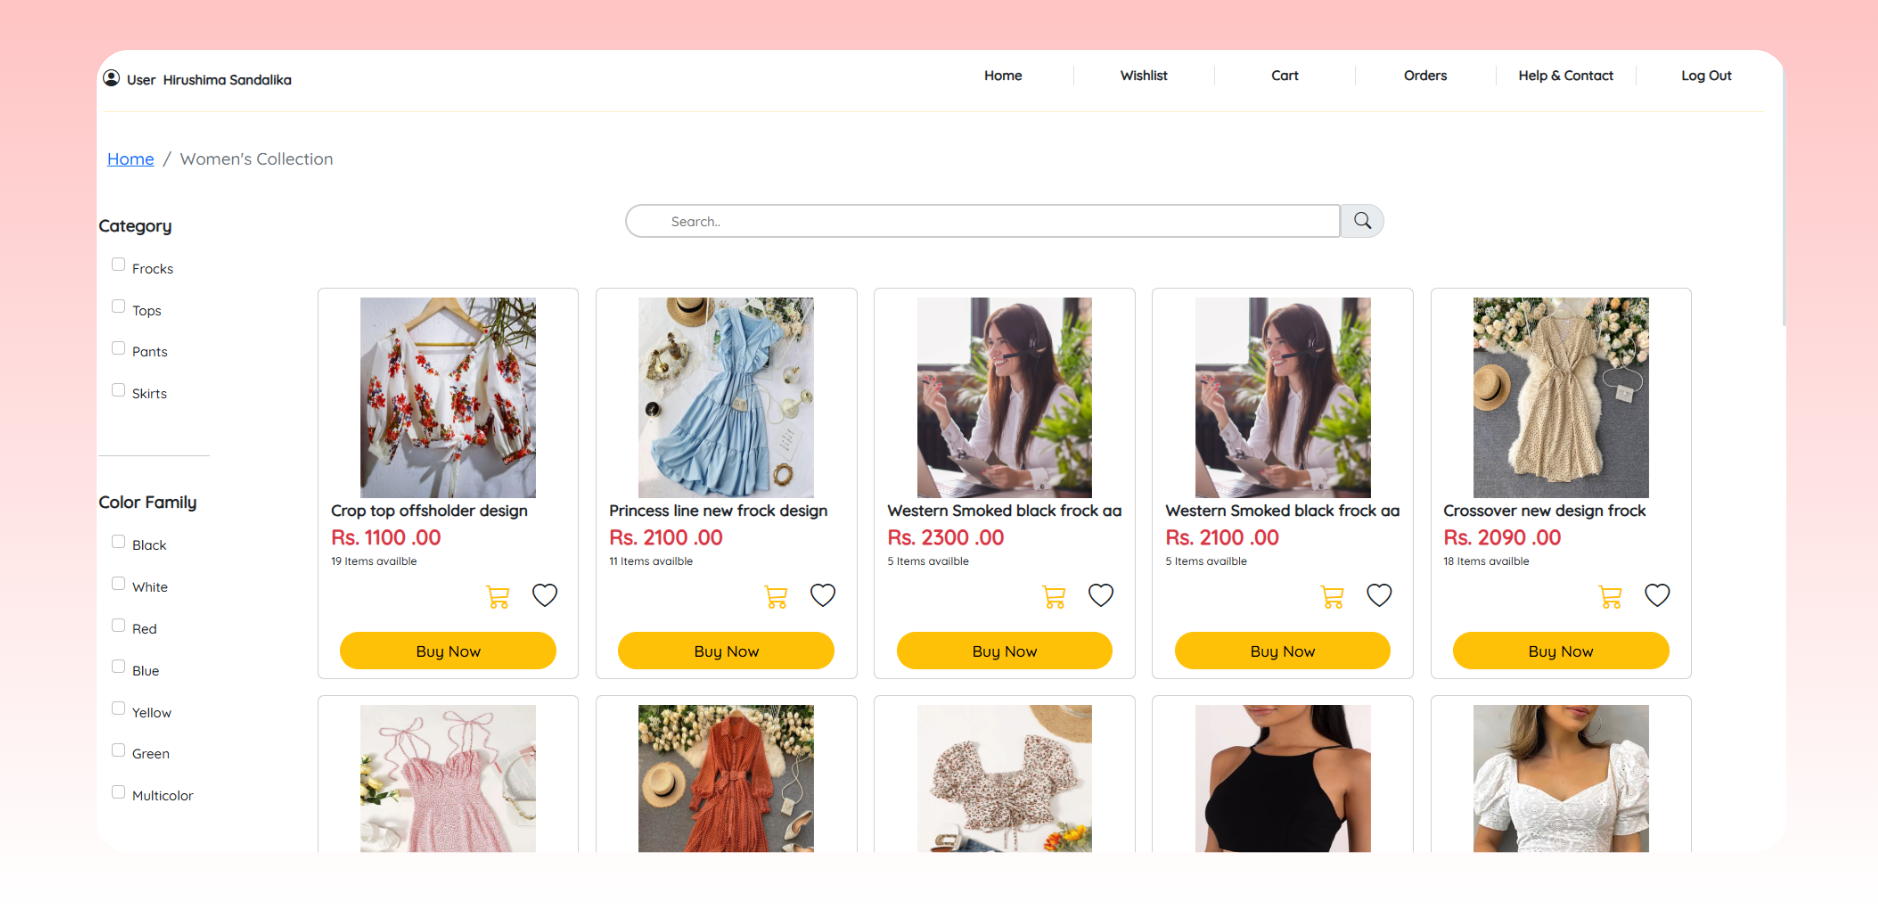 User Hirushima Sandalika
Home
Wishlist
Cart
Orders
Help & Contact
Log Out
Home / Women's Collection
Search..
Category
Frocks
Tops
Pants
Skirts
Color Family
Black
White
Red
Blue
Yellow
Green
Multicolor
Crop top offsholder design
Rs. 1100 .00
19 Items availble
Buy Now
Princess line new frock design
Rs. 2100 .00
11 Items availble
Buy Now
Western Smoked black frock aa
Rs. 2300 .00
5 Items availble
Buy Now
Western Smoked black frock aa
Rs. 2100 .00
5 Items availble
Buy Now
Crossover new design frock
Rs. 2090 .00
18 Items availble
Buy Now